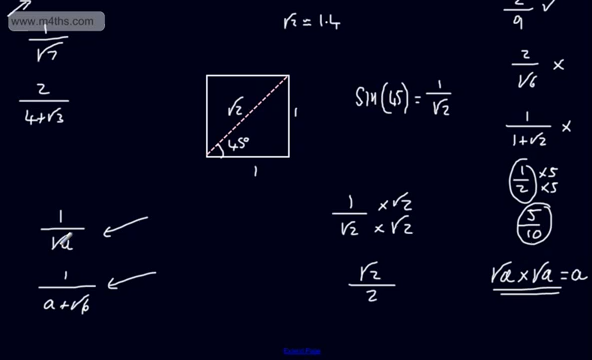 www.m4ths.com
1/√7
2/(4+√3)
1/√a
1/(a+√b)
√2 = 1.4
√2
45°
1
1
Sin(45) = 1/√2
1/√2 ×√2 ×√2
√2/2
2/9 ✓
2/√6 ×
1/(1+√2) ×
1/2 ×5 ×5
5/10
√a × √a = a